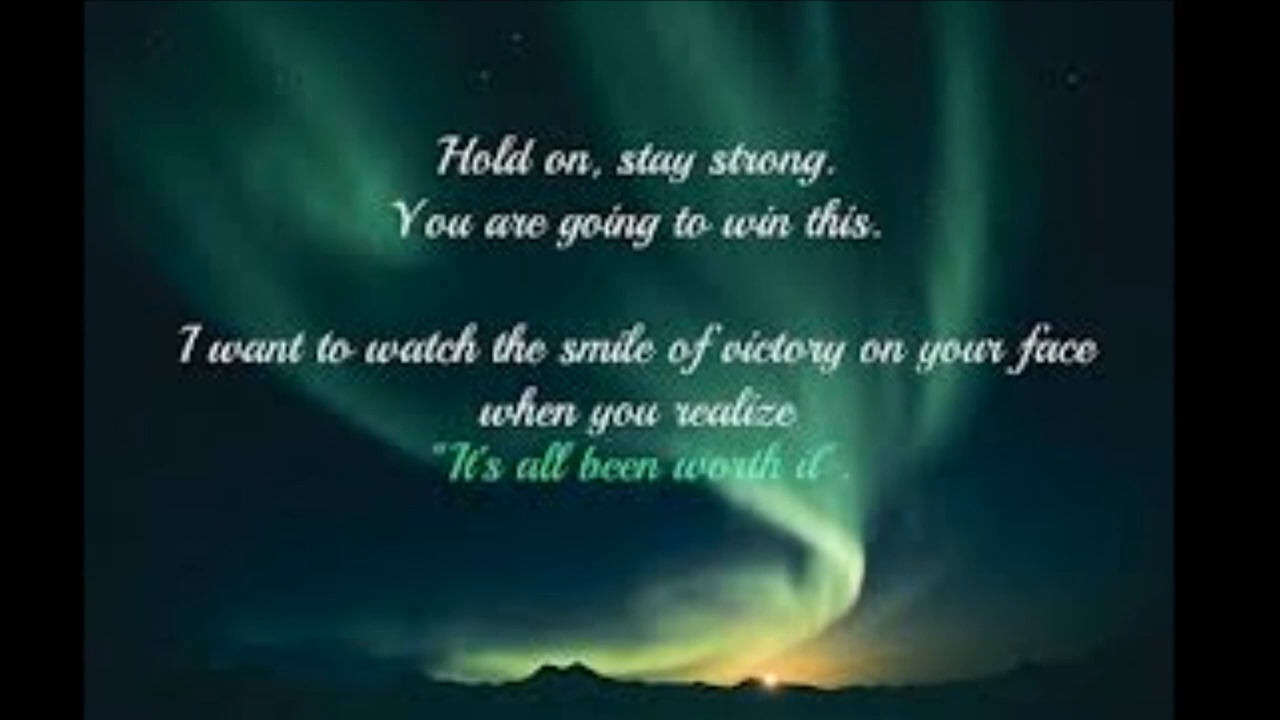 Hold on, stay strong.
You are going to win this.
I want to watch the smile of victory on your face
when you realize
"It's all been worth it".